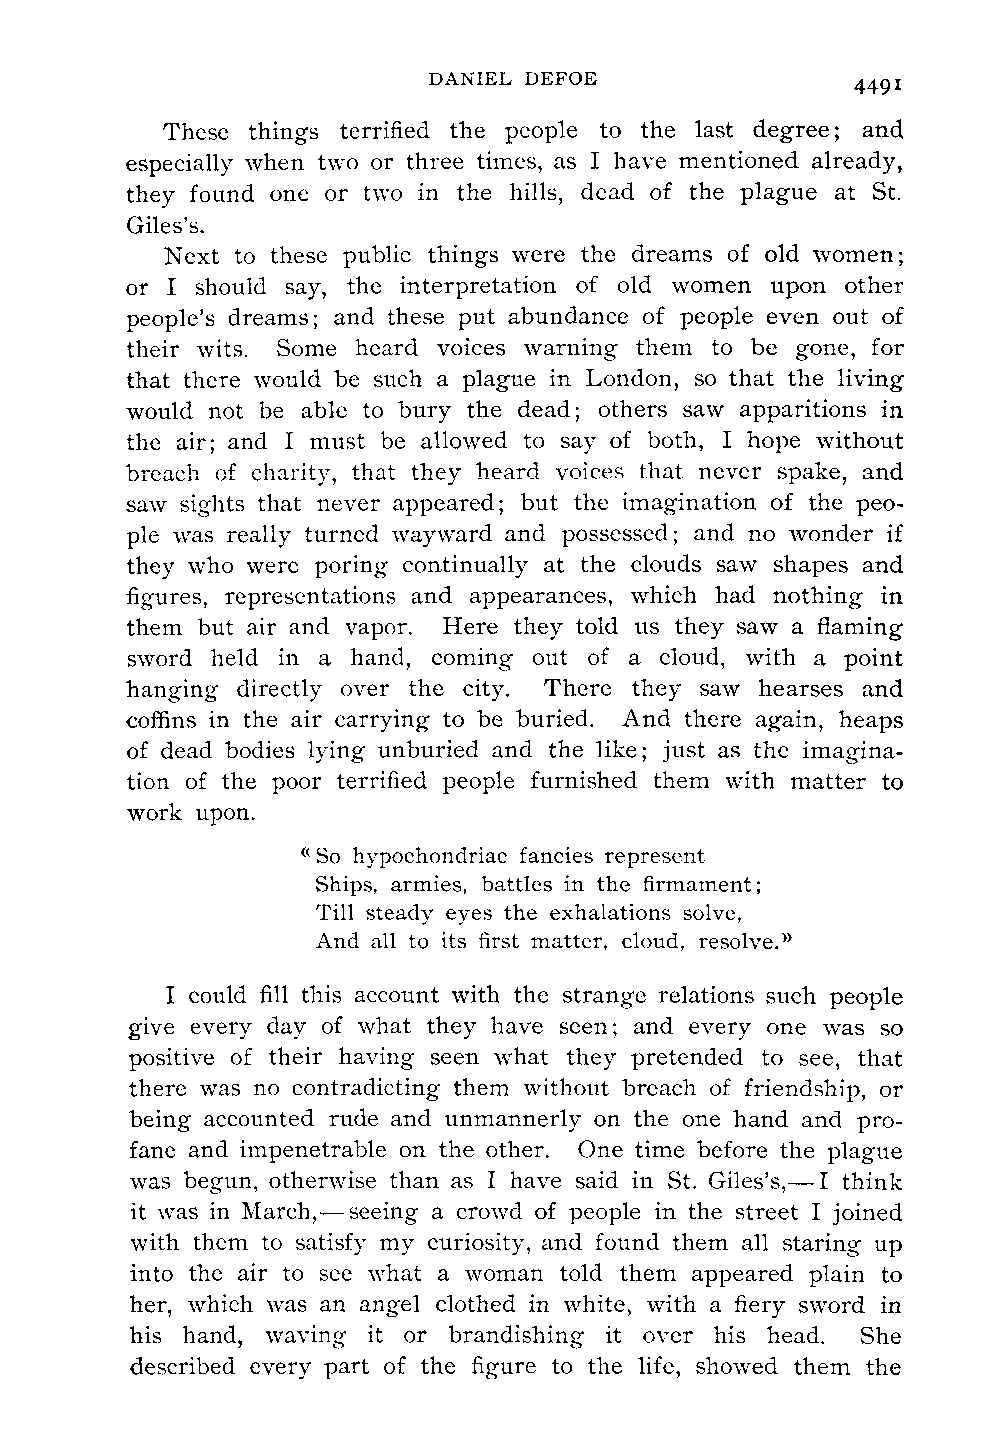 DANIEL DEFOE
4491
These things terrified the people to the last degree; and
especially when two or three times, as I have mentioned already,
they found one or two in the hills, dead of the plague at St.
Giles's.
Next to these public things were the dreams of old women;
or I should say, the interpretation of old women upon other
people's dreams; and these put abundance of people even out of
their wits. Some heard voices warning them to be gone, for
that there would be such a plague in London, so that the living
would not be able to bury the dead; others saw apparitions in
the air; and I must be allowed to say of both, I hope without
breach of charity, that they heard voices that never spake, and
saw sights that never appeared; but the imagination of the peo-
ple was really turned wayward and possessed; and no wonder if
they who were poring continually at the clouds saw shapes and
figures, representations and appearances, which had nothing in
them but air and vapor. Here they told us they saw a flaming
sword held in a hand, coming out of a cloud, with a point
hanging directly over the city. There they saw hearses and
coffins in the air carrying to be buried. And there again, heaps
of dead bodies lying unburied and the like; just as the imagina-
tion of the poor terrified people furnished them with matter to
work upon.
«So hypochondriac fancies represent
Ships, armies, battles in the firmament;
Till steady eyes the exhalations solve,
And all to its first matter, cloud, resolve.»
I could fill this account with the strange relations such people
give every day of what they have seen; and every one was so
positive of their having seen what they pretended to see, that
there was no contradicting them without breach of friendship, or
being accounted rude and unmannerly on the one hand and pro-
fane and impenetrable on the other. One time before the plague
was begun, otherwise than as I have said in St. Giles's,—I think
it was in March,—seeing a crowd of people in the street I joined
with them to satisfy my curiosity, and found them all staring up
into the air to see what a woman told them appeared plain to
her, which was an angel clothed in white, with a fiery sword in
his hand, waving it or brandishing it over his head. She
described every part of the figure to the life, showed them the